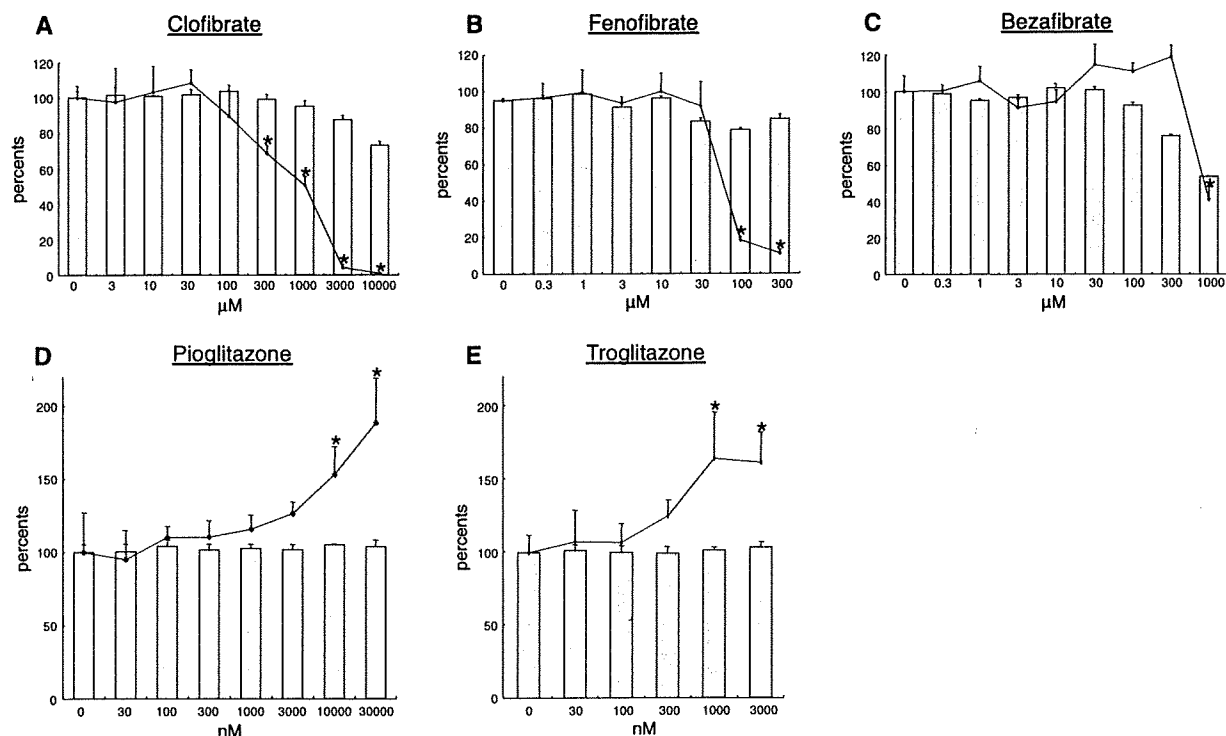 A Clofibrate
percents
120
100
80
60
40
20
0
* * * *
0 3 10 30 100 300 1000 3000 10000
µM
B Fenofibrate
percents
120
100
80
60
40
20
0
* *
0 0.3 1 3 10 30 100 300
µM
C Bezafibrate
percents
120
100
80
60
40
20
0
*
0 0.3 1 3 10 30 100 300 1000
µM
D Pioglitazone
percents
200
150
100
50
0
* *
0 30 100 300 1000 3000 10000 30000
nM
E Troglitazone
percents
200
150
100
50
0
* *
0 30 100 300 1000 3000
nM